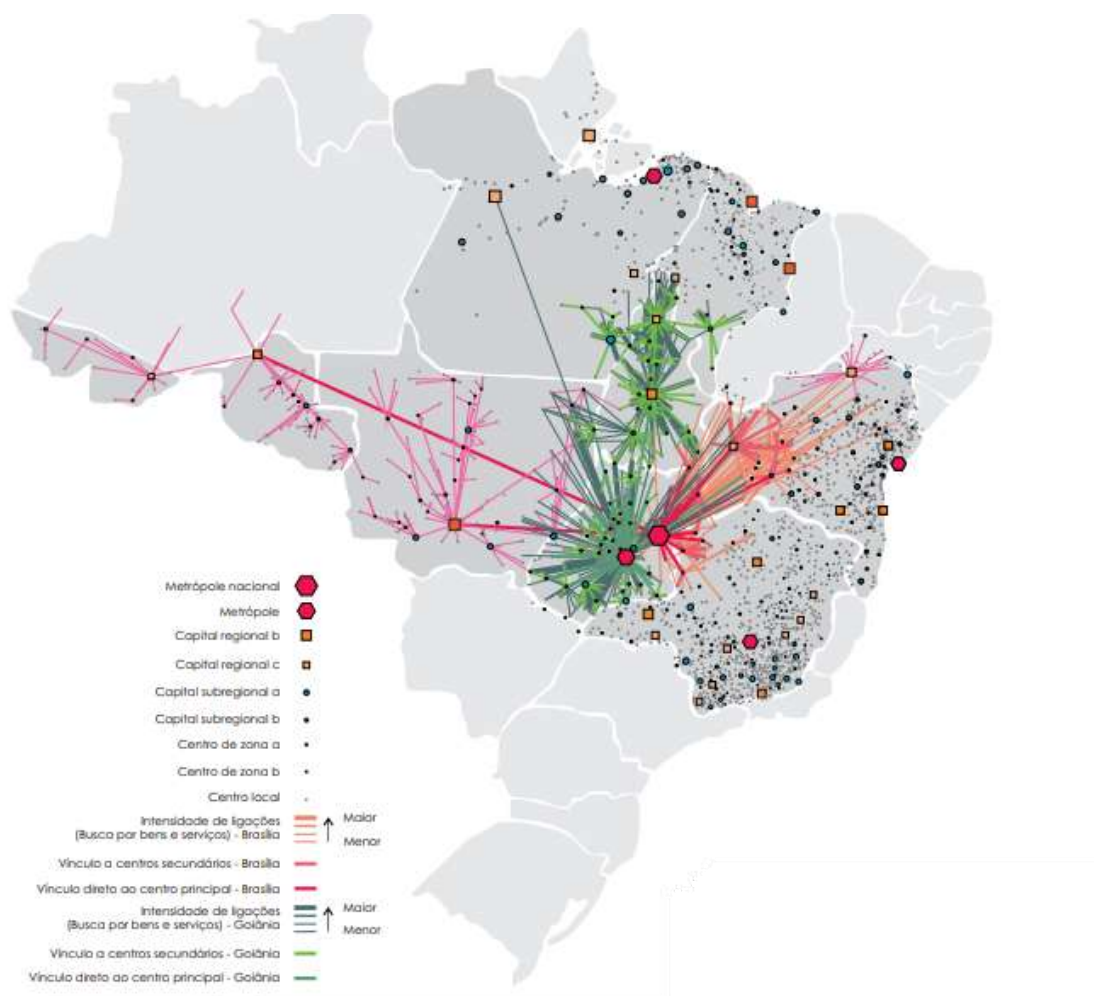 Metrópole nacional
Metrópole
Capital regional b
Capital regional c
Capital subregional a
Capital subregional b
Centro de zona a
Centro de zona b
Centro local
Intensidade de ligações
(Busca por bens e serviços) - Brasília
Maior
Menor
Vínculo a centros secundários - Brasília
Vínculo direto ao centro principal - Brasília
Intensidade de ligações
(Busca por bens e serviços) - Goiânia
Maior
Menor
Vínculo a centros secundários - Goiânia
Vínculo direto ao centro principal - Goiânia